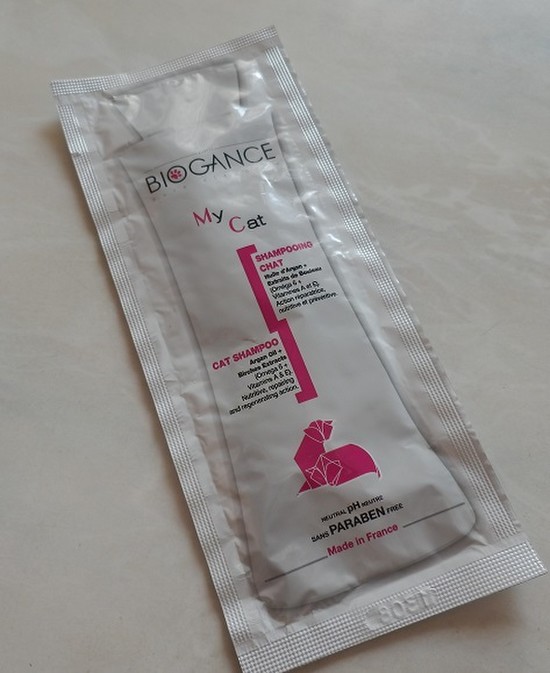 BIOGANCE
My Cat
SHAMPOOING
CHAT
Huile d'Argan +
Extraits de Bouleau
(Oméga 6 +
Vitamines A et E).
Action réparatrice,
nutritive et préventive.
CAT SHAMPOO
Argan Oil +
Birches Extracts
(Omega 6 +
Vitamins A & E).
Nutritive, repairing
and regenerating action.
NEUTRAL pH NEUTRE
SANS PARABEN FREE
Made in France